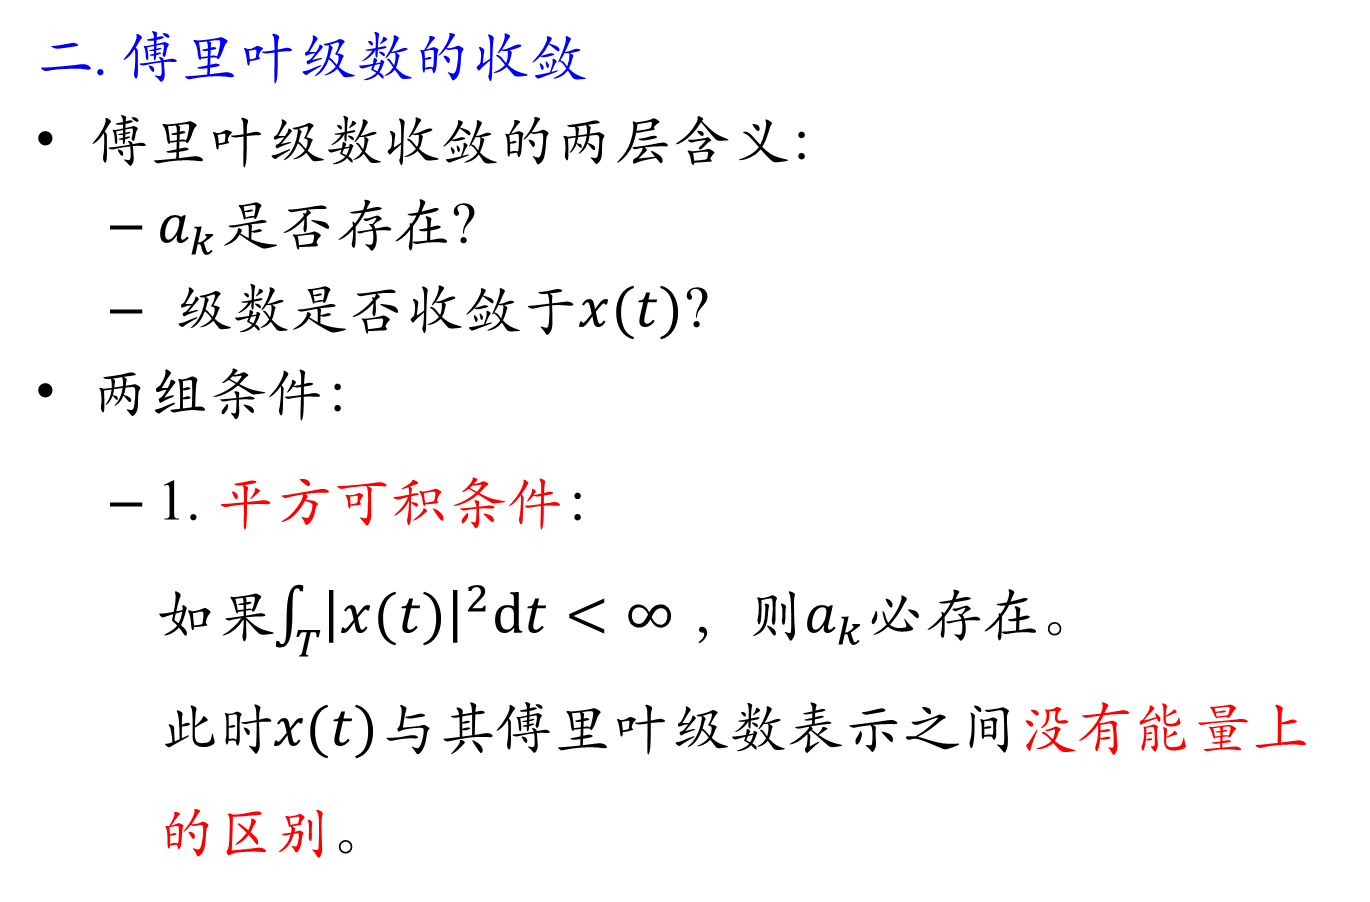 二. 傅里叶级数的收敛
• 傅里叶级数收敛的两层含义:
– a_k是否存在?
– 级数是否收敛于x(t)?
• 两组条件:
– 1. 平方可积条件:
如果∫_T|x(t)|²dt < ∞ ，则a_k必存在。
此时x(t)与其傅里叶级数表示之间没有能量上
的区别。